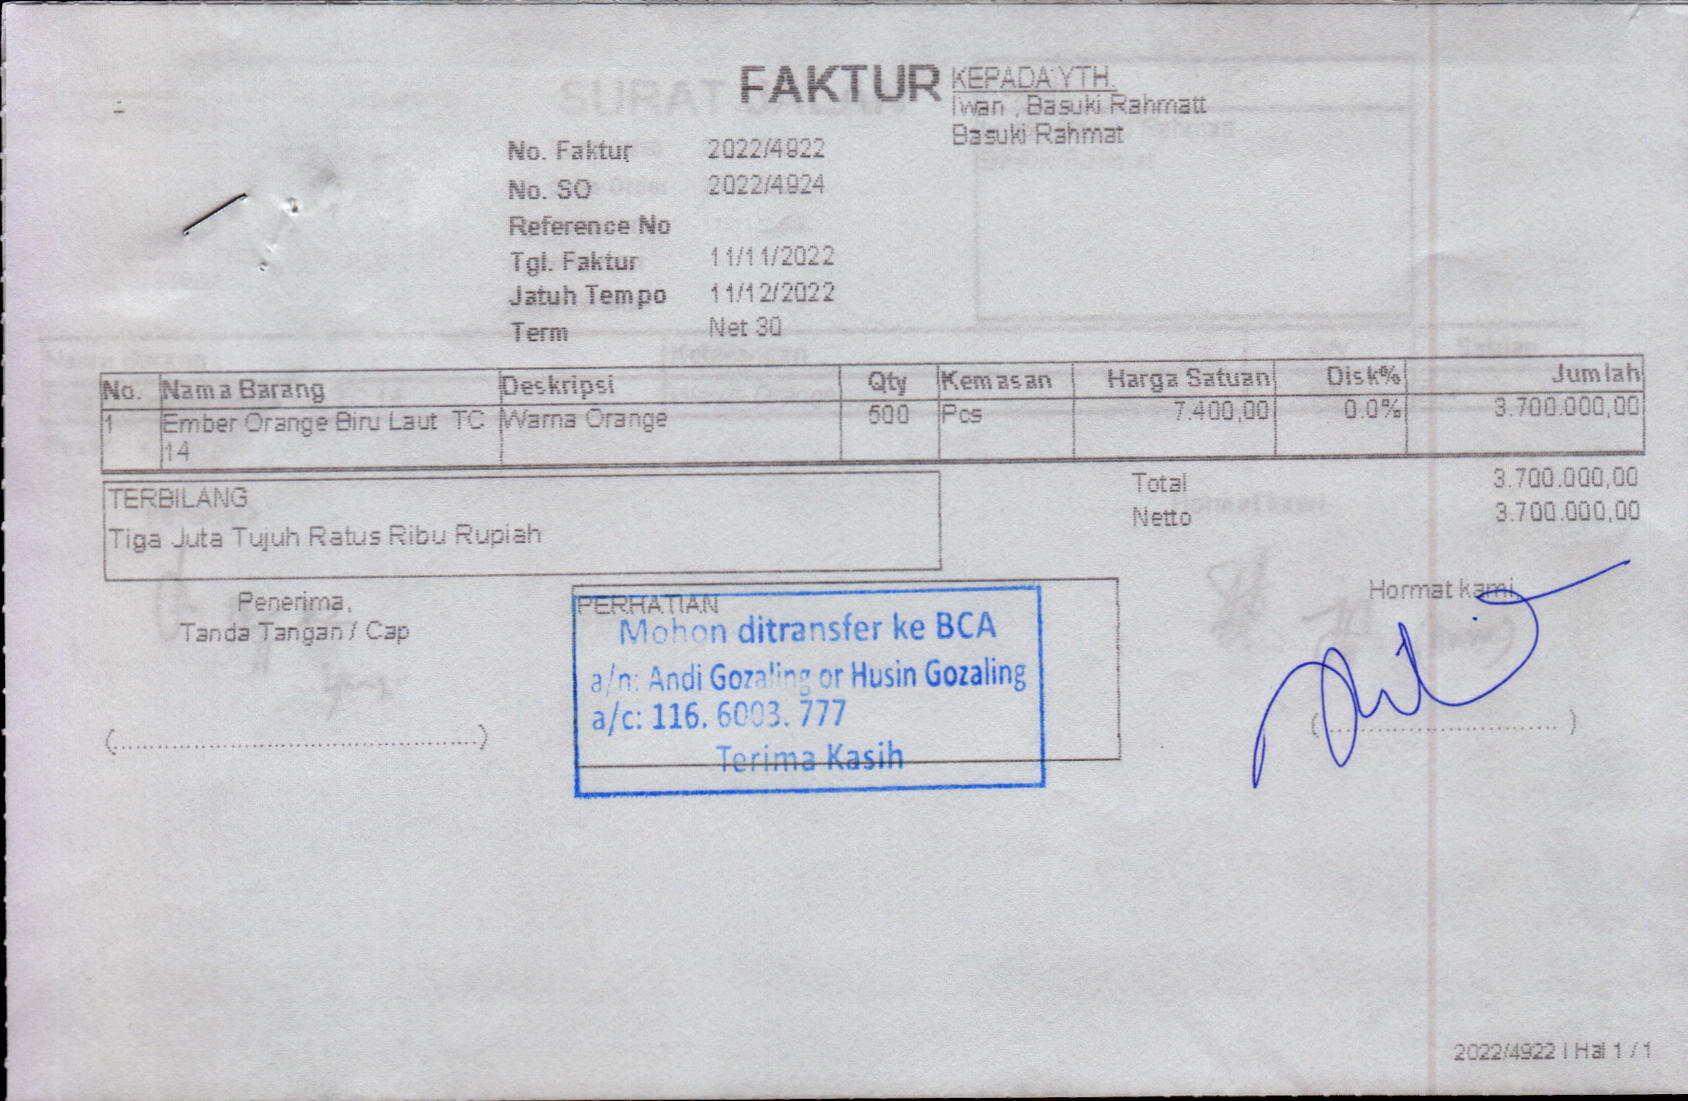 FAKTUR
KEPADA YTH.
Iwan , Basuki Rahmatt
Basuki Rahmat
No. Faktur 2022/4922
No. SO 2022/4924
Reference No
Tgl. Faktur 11/11/2022
Jatuh Tempo 11/12/2022
Term Net 30
No. Nama Barang Deskripsi Qty Kemasan Harga Satuan Disk% Jumlah
1 Ember Orange Biru Laut TC Warna Orange 500 Pcs 7.400,00 0.0% 3.700.000,00
14
Total 3.700.000,00
Netto 3.700.000,00
TERBILANG
Tiga Juta Tujuh Ratus Ribu Rupiah
Penerima,
Tanda Tangan / Cap
(..................................................)
PERHATIAN
Mohon ditransfer ke BCA
a/n: Andi Gozaling or Husin Gozaling
a/c: 116. 6003. 777
Terima Kasih
Hormat kami,
(................................)
2022/4922 | Hal 1 / 1